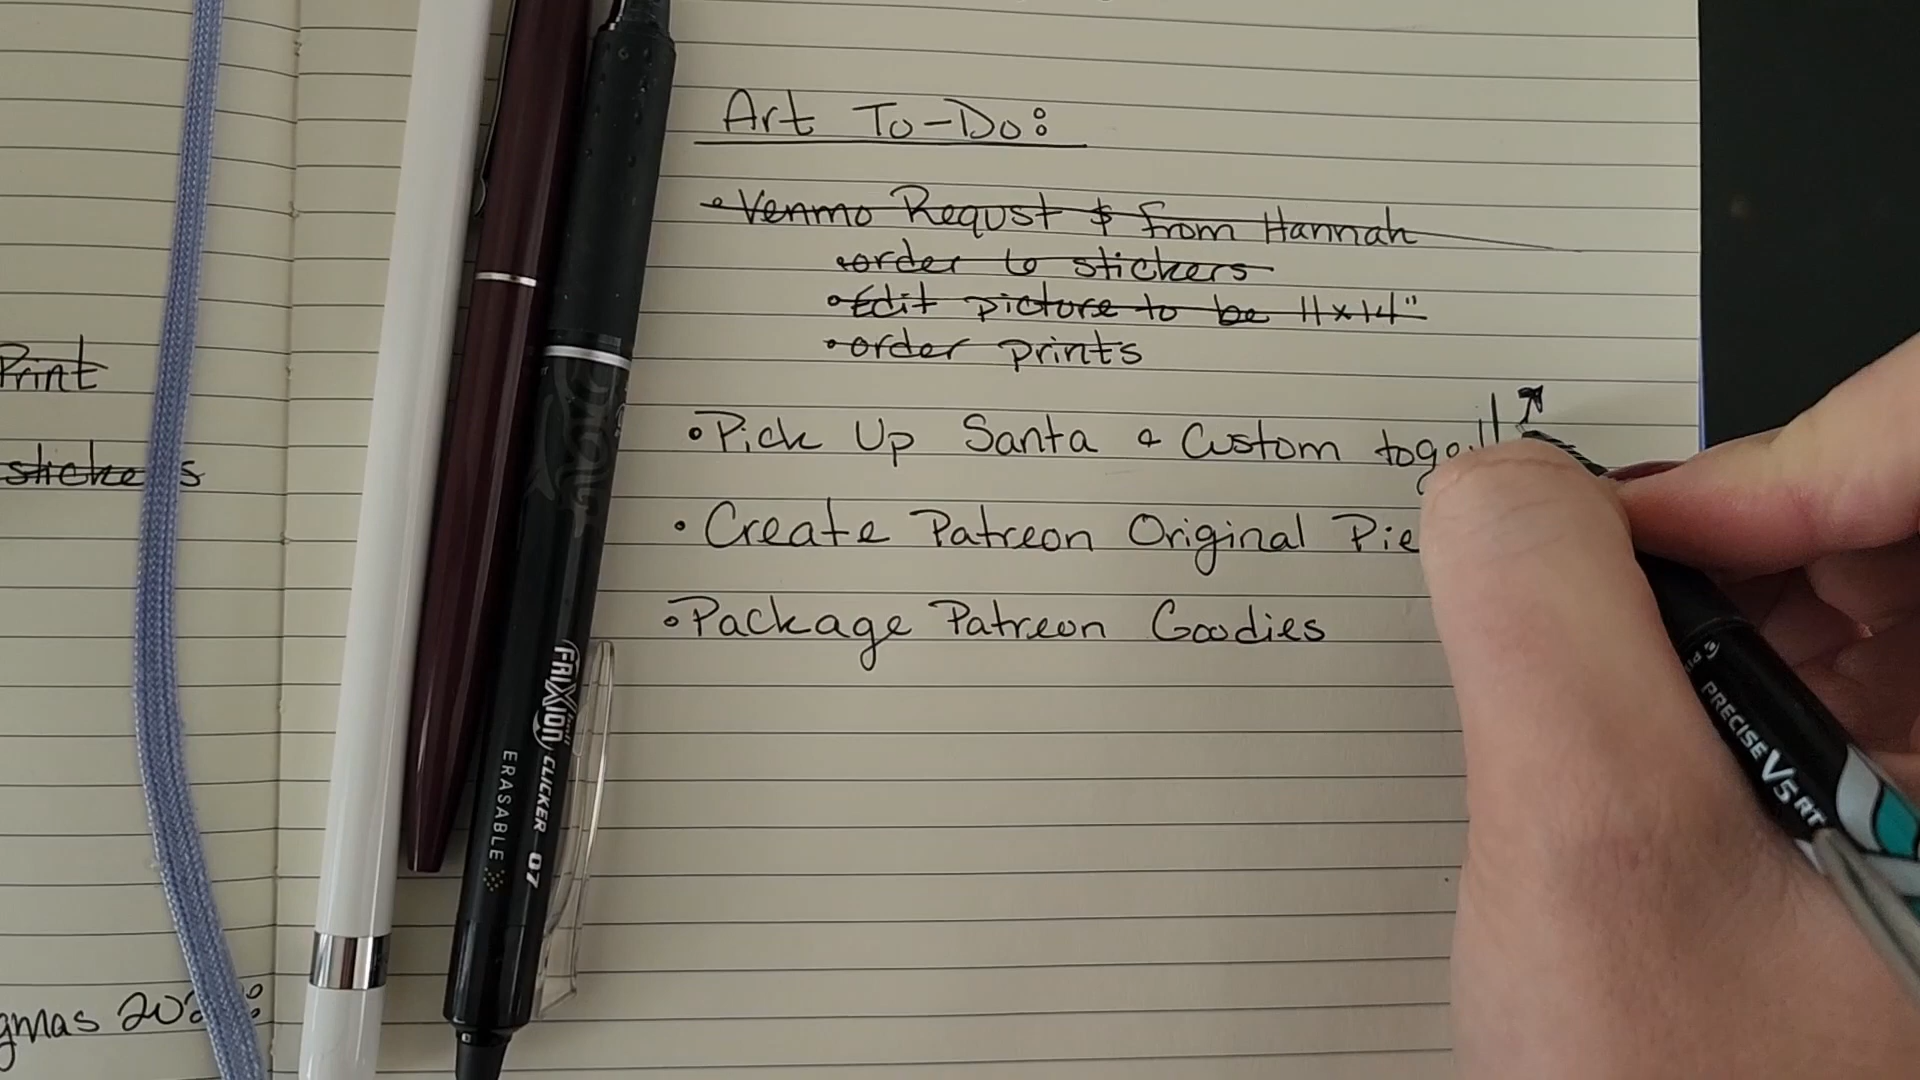 Art To-Do:
• Venmo Requst $ from Hannah
• order to stickers
• Edit picture to be 11x14"
• order prints
• Pick Up Santa & Custom
• Create Patreon Original Pie
• Package Patreon Goodies
Print
stickers
gmas
FRIXION CLICKER 07
ERASABLE
PRECISE V5 RT